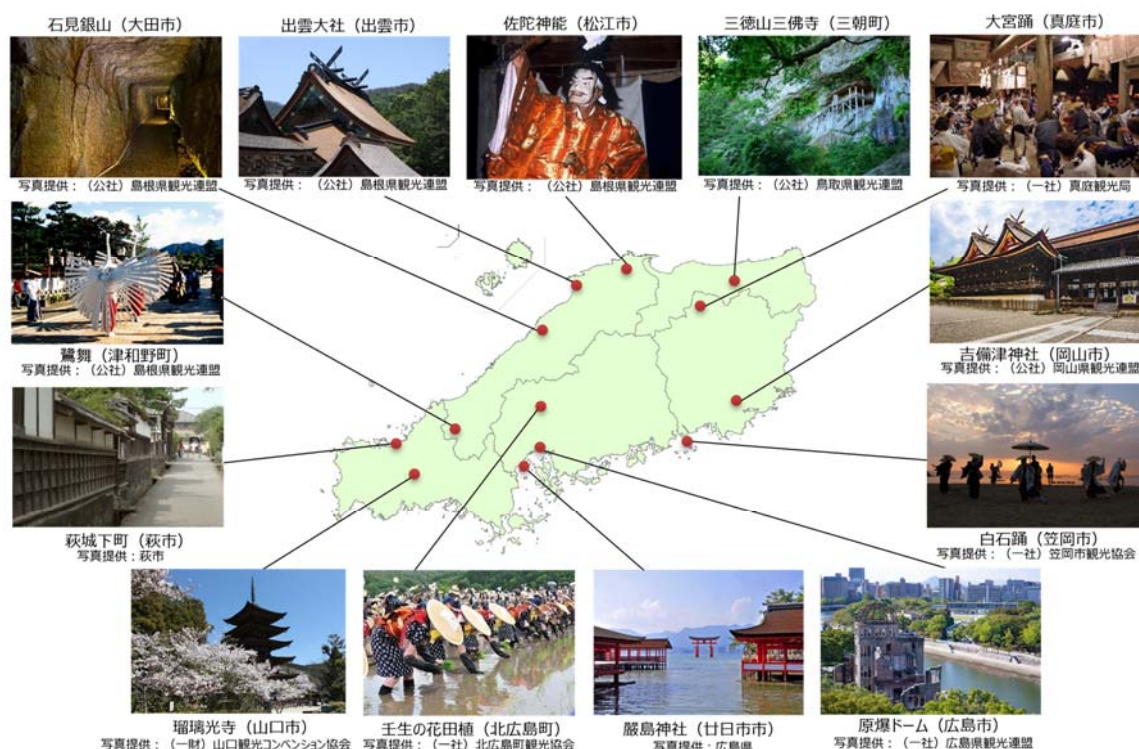 石見銀山（大田市）
写真提供：（公社）島根県観光連盟
出雲大社（出雲市）
写真提供：（公社）島根県観光連盟
佐陀神能（松江市）
写真提供：（公社）島根県観光連盟
三徳山三佛寺（三朝町）
写真提供：（公社）鳥取県観光連盟
大宮踊（真庭市）
写真提供：（一社）真庭観光局
鷺舞（津和野町）
写真提供：（公社）島根県観光連盟
吉備津神社（岡山市）
写真提供：（公社）岡山県観光連盟
萩城下町（萩市）
写真提供：萩市
白石踊（笠岡市）
写真提供：（一社）笠岡市観光協会
瑠璃光寺（山口市）
写真提供：（一財）山口観光コンベンション協会
壬生の花田植（北広島町）
写真提供：（一社）北広島町観光協会
嚴島神社（廿日市市）
写真提供：広島県
原爆ドーム（広島市）
写真提供：（一社）広島県観光連盟